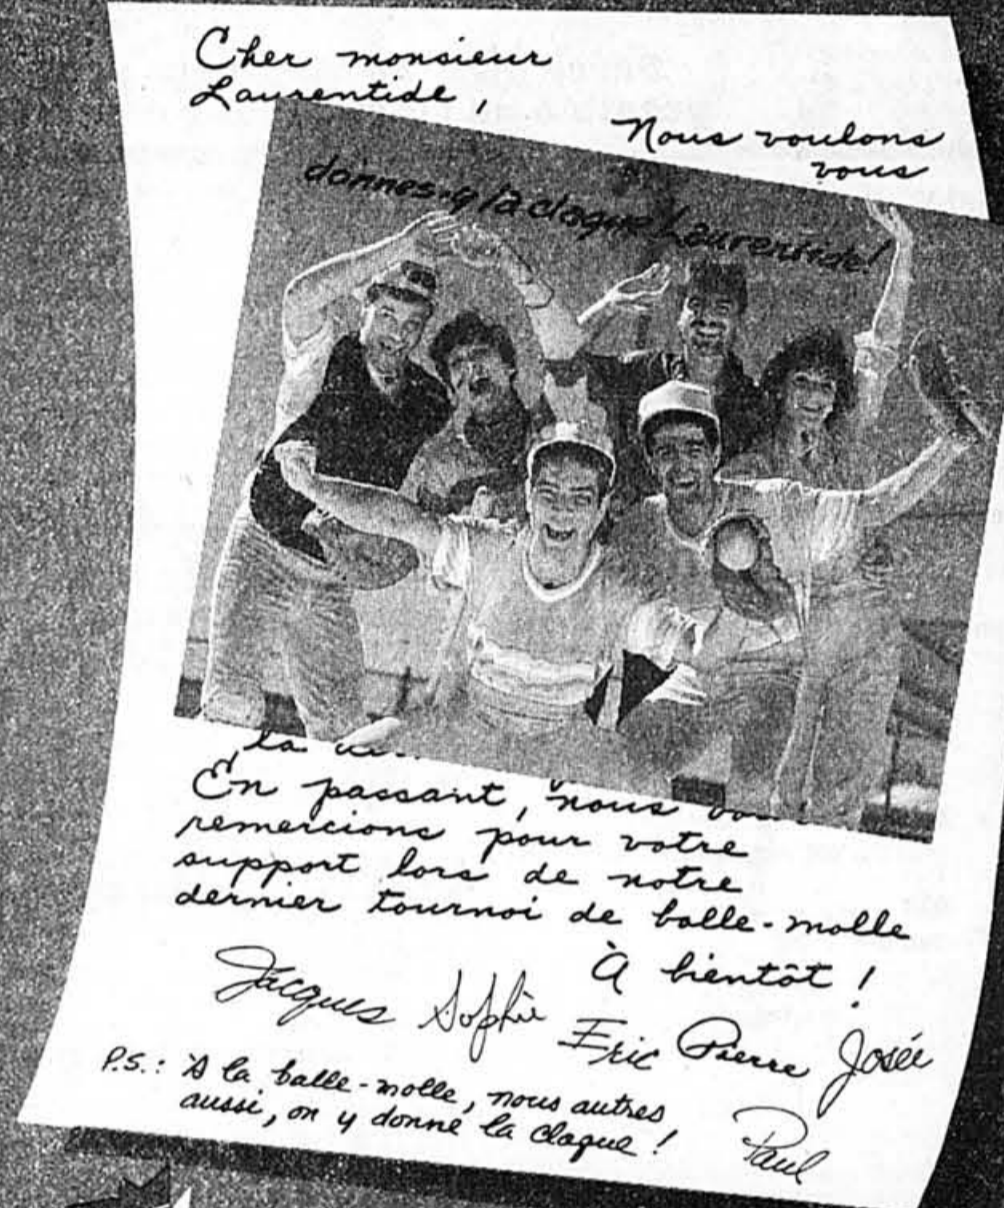 Cher monsieur
Laurentide,
Nous voulons
vous
donnes-y la claque Laurentide!
la
En passant, nous
remercions pour votre
support lors de notre
dernier tournoi de balle-molle
À bientôt !
Jacques Sophie Eric Pierre Josée
Paul
P.S.: À la balle-molle, nous autres
aussi, on y donne la claque !